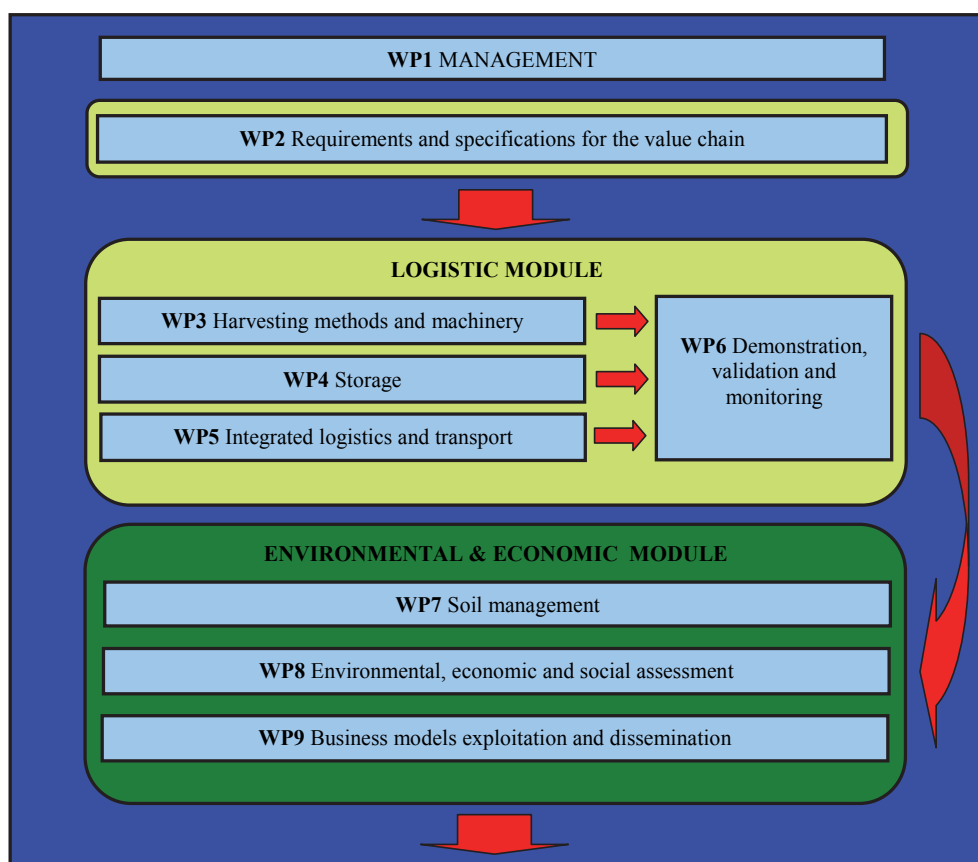 WP1 MANAGEMENT
WP2 Requirements and specifications for the value chain
LOGISTIC MODULE
WP3 Harvesting methods and machinery
WP4 Storage
WP5 Integrated logistics and transport
WP6 Demonstration,
validation and
monitoring
ENVIRONMENTAL & ECONOMIC MODULE
WP7 Soil management
WP8 Environmental, economic and social assessment
WP9 Business models exploitation and dissemination